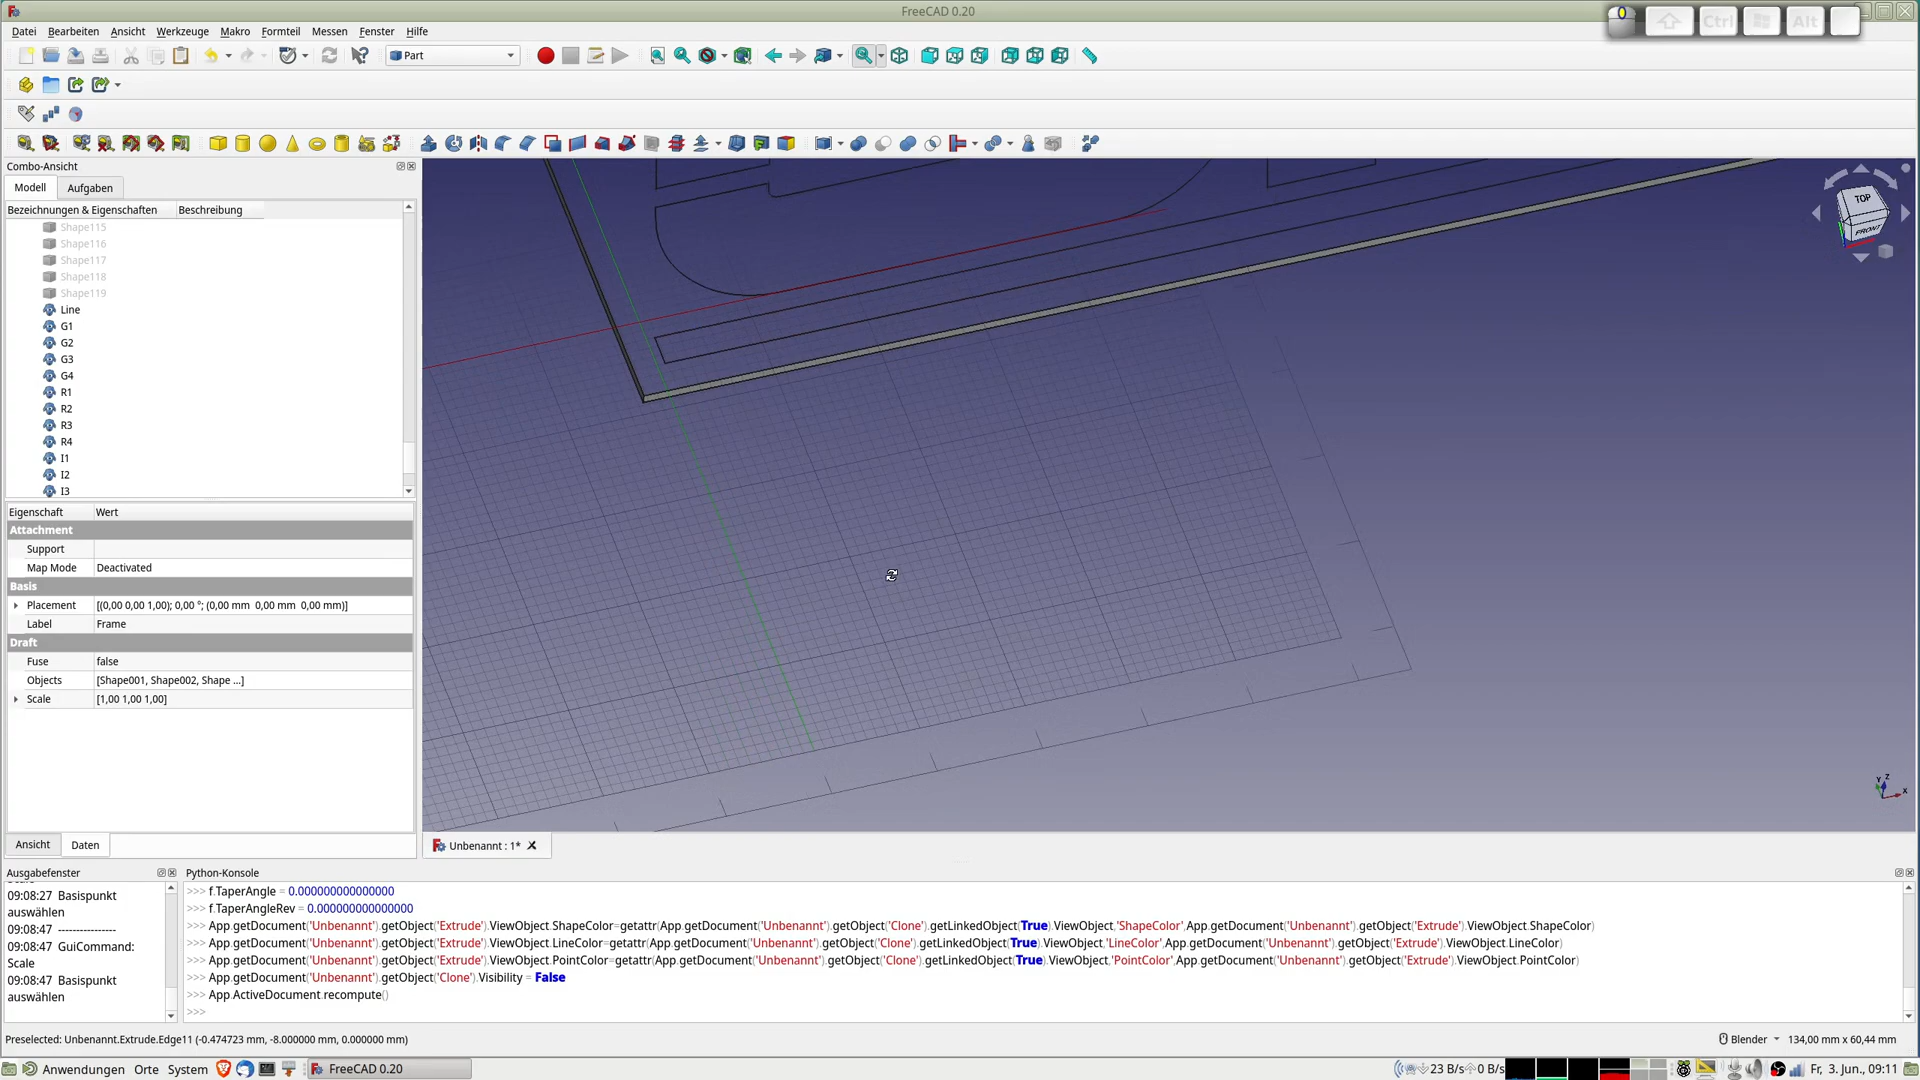 FreeCAD 0.20
Ctrl
Alt
Datei Bearbeiten Ansicht Werkzeuge Makro Formteil Messen Fenster Hilfe
Part
Combo-Ansicht
Modell Aufgaben
Bezeichnungen & Eigenschaften Beschreibung
Shape115
Shape116
Shape117
Shape118
Shape119
Line
G1
G2
G3
G4
R1
R2
R3
R4
I1
I2
I3
TOP
FRONT
Eigenschaft Wert
Attachment
Support
Map Mode Deactivated
Basis
Placement [(0,00 0,00 1,00); 0,00 °; (0,00 mm 0,00 mm 0,00 mm)]
Label Frame
Draft
Fuse false
Objects [Shape001, Shape002, Shape ...]
Scale [1,00 1,00 1,00]
Y Z X
Ansicht Daten
Unbenannt : 1*
Ausgabefenster
09:08:27 Basispunkt
auswählen
09:08:47 ---------------
09:08:47 GuiCommand:
Scale
09:08:47 Basispunkt
auswählen
Python-Konsole
>>> f.TaperAngle = 0.000000000000000
>>> f.TaperAngleRev = 0.000000000000000
>>> App.getDocument('Unbenannt').getObject('Extrude').ViewObject.ShapeColor=getattr(App.getDocument('Unbenannt').getObject('Clone').getLinkedObject(True).ViewObject,'ShapeColor',App.getDocument('Unbenannt').getObject('Extrude').ViewObject.ShapeColor)
>>> App.getDocument('Unbenannt').getObject('Extrude').ViewObject.LineColor=getattr(App.getDocument('Unbenannt').getObject('Clone').getLinkedObject(True).ViewObject,'LineColor',App.getDocument('Unbenannt').getObject('Extrude').ViewObject.LineColor)
>>> App.getDocument('Unbenannt').getObject('Extrude').ViewObject.PointColor=getattr(App.getDocument('Unbenannt').getObject('Clone').getLinkedObject(True).ViewObject,'PointColor',App.getDocument('Unbenannt').getObject('Extrude').ViewObject.PointColor)
>>> App.getDocument('Unbenannt').getObject('Clone').Visibility = False
>>> App.ActiveDocument.recompute()
>>>
Preselected: Unbenannt.Extrude.Edge11 (-0.474723 mm, -8.000000 mm, 0.000000 mm)
Blender 134,00 mm x 60,44 mm
Anwendungen Orte System FreeCAD 0.20 23 B/s 0 B/s Fr, 3. Jun., 09:11